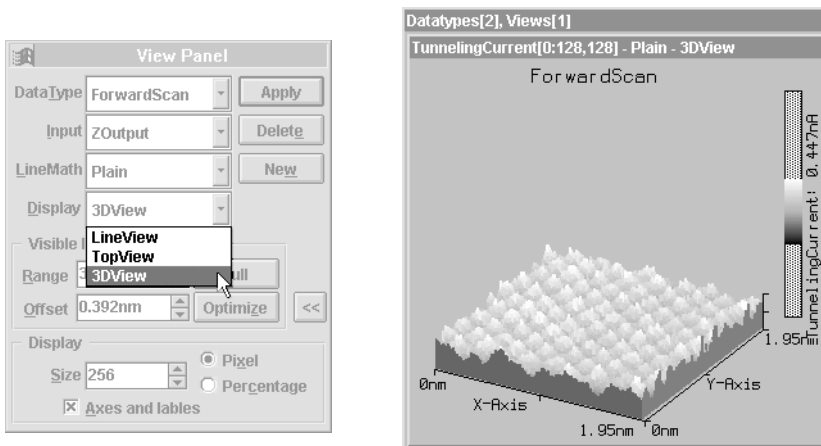 View Panel
DataType ForwardScan Apply
Input ZOutput Delete
LineMath Plain New
Display 3DView
LineView
TopView
3DView
Visible
Range
Offset 0.392nm Optimize <<
Display
Size 256 Pixel
Percentage
Axes and lables
Datatypes[2], Views[1]
TunnelingCurrent[0:128,128] - Plain - 3DView
ForwardScan
TunnelingCurrent: 0.447nA
1.95nm
0nm
X-Axis
Y-Axis
1.95nm 0nm